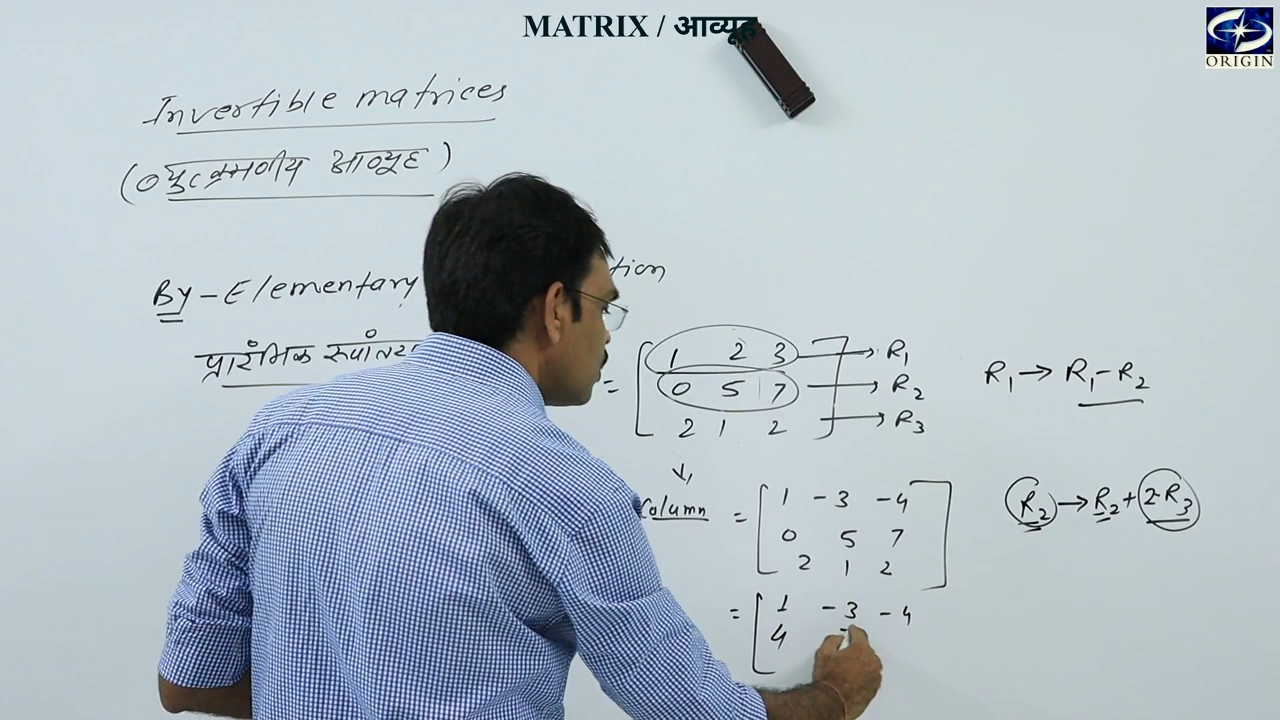 MATRIX / आव्यूह
ORIGIN
Invertible matrices
(व्युत्क्रमणीय आव्यूह)
By - Elementary tion
प्रारंभिक रूपांतर
= [ 1 2 3 → R₁
0 5 7 → R₂
2 1 2 ] → R₃
R₁ → R₁ - R₂
Column = [ 1 -3 -4
0 5 7
2 1 2 ]
R₂ → R₂ + 2·R₃
= [ 1 -3 -4
4